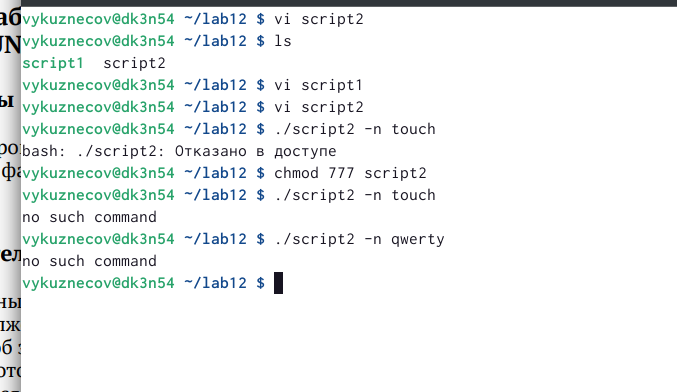 vykuznecov@dk3n54 ~/lab12 $ vi script2
vykuznecov@dk3n54 ~/lab12 $ ls
script1  script2
vykuznecov@dk3n54 ~/lab12 $ vi script1
vykuznecov@dk3n54 ~/lab12 $ vi script2
vykuznecov@dk3n54 ~/lab12 $ ./script2 -n touch
bash: ./script2: Отказано в доступе
vykuznecov@dk3n54 ~/lab12 $ chmod 777 script2
vykuznecov@dk3n54 ~/lab12 $ ./script2 -n touch
no such command
vykuznecov@dk3n54 ~/lab12 $ ./script2 -n qwerty
no such command
vykuznecov@dk3n54 ~/lab12 $